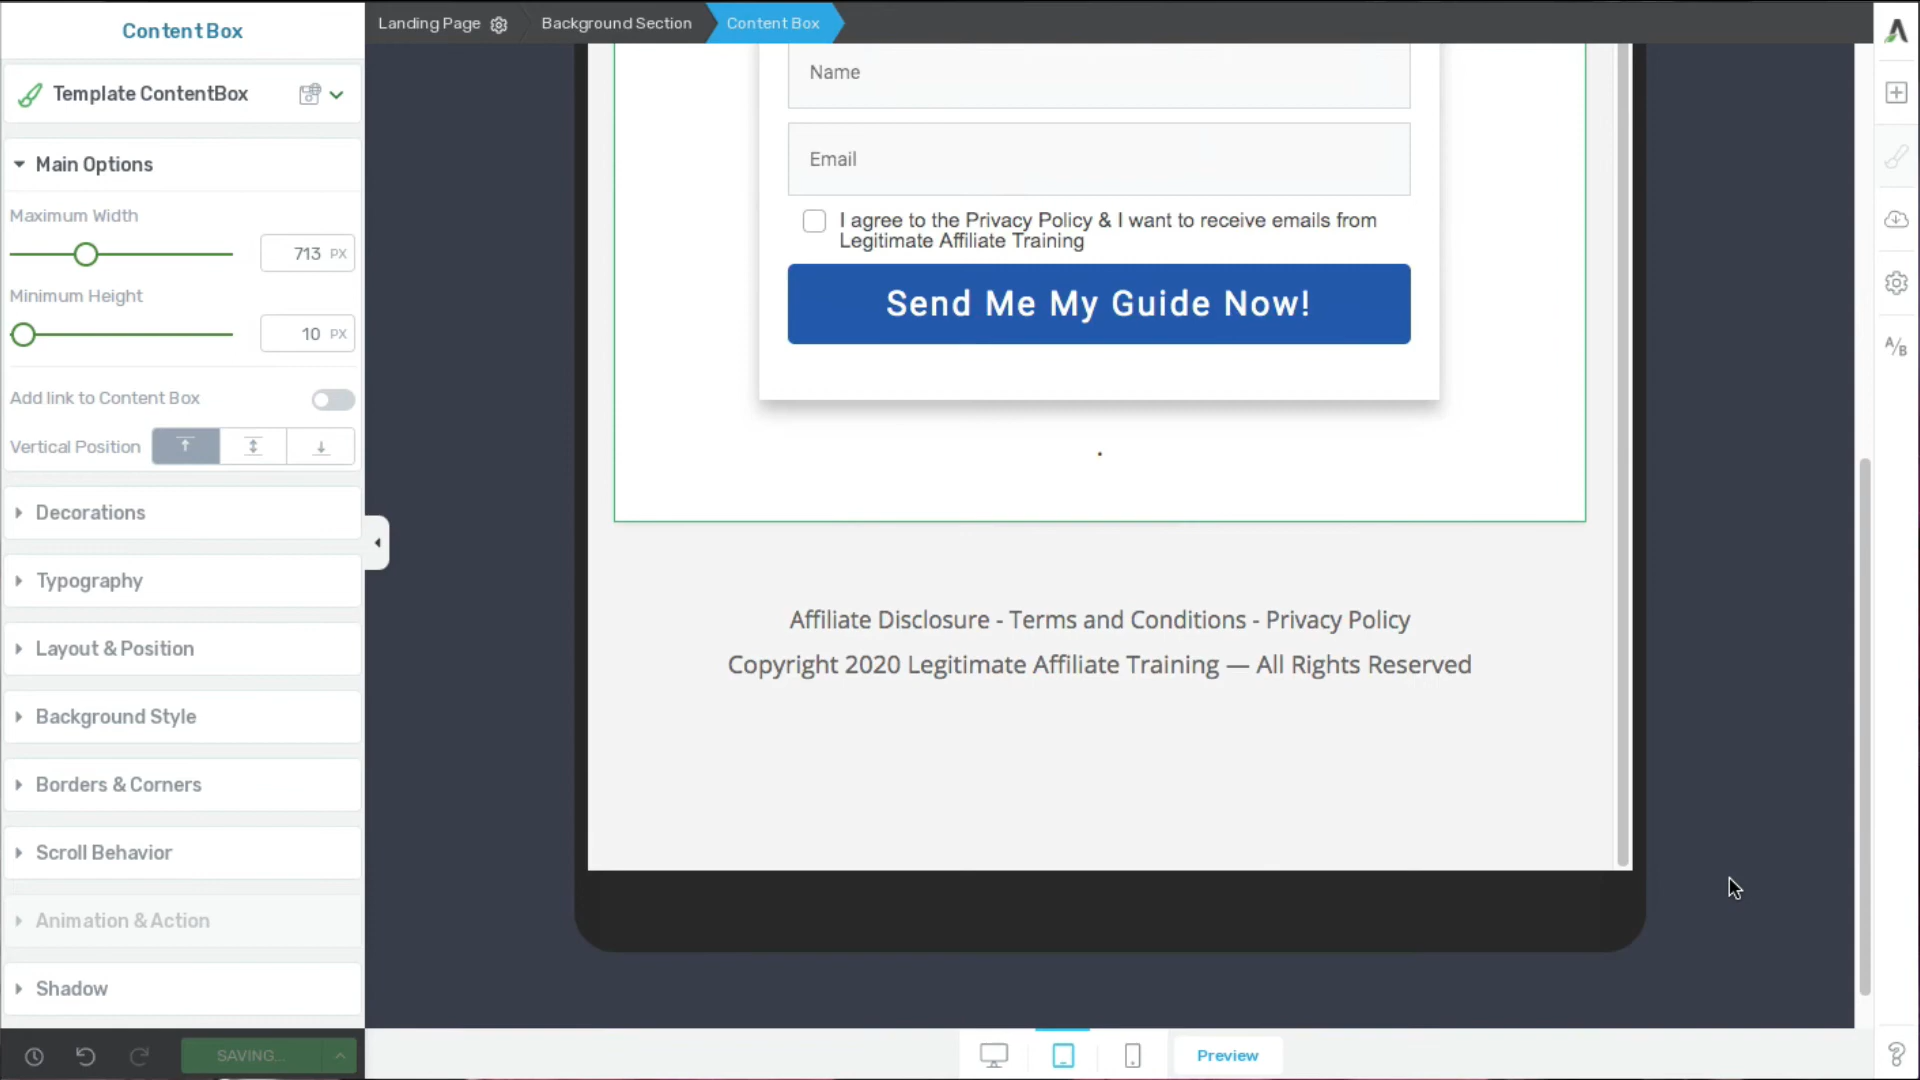 Content Box
Landing Page
Background Section
Content Box
Template ContentBox
Main Options
Maximum Width
713 PX
Minimum Height
10 PX
Add link to Content Box
Vertical Position
Decorations
Typography
Layout & Position
Background Style
Borders & Corners
Scroll Behavior
Animation & Action
Shadow
SAVING...
Name
Email
I agree to the Privacy Policy & I want to receive emails from
Legitimate Affiliate Training
Send Me My Guide Now!
.
Affiliate Disclosure - Terms and Conditions - Privacy Policy
Copyright 2020 Legitimate Affiliate Training — All Rights Reserved
Preview
A/B